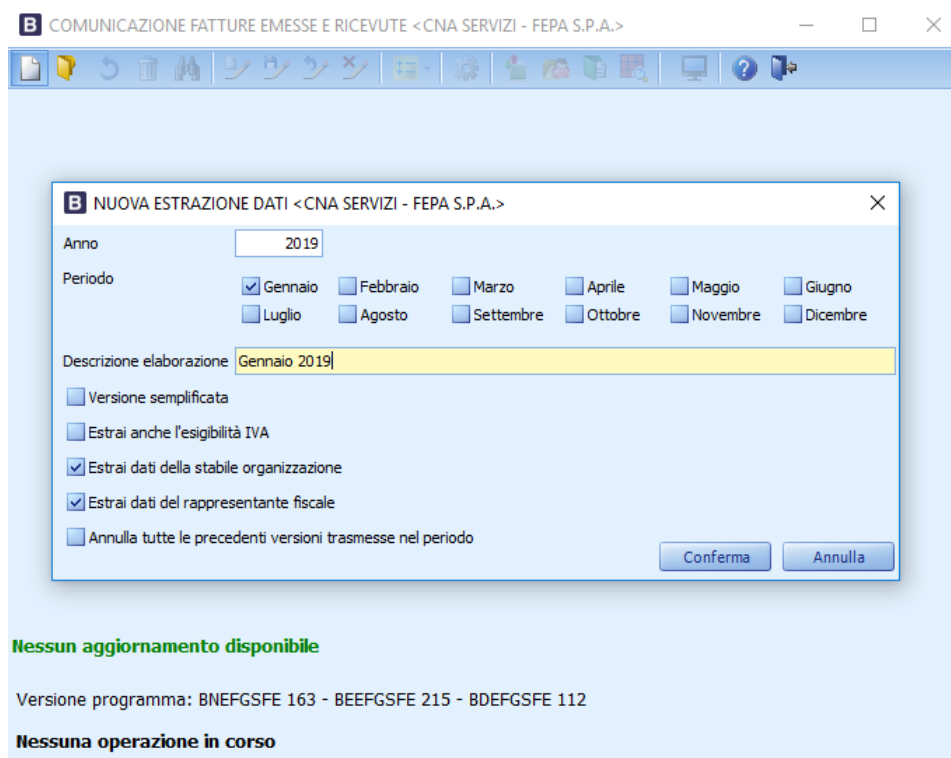 B COMUNICAZIONE FATTURE EMESSE E RICEVUTE <CNA SERVIZI - FEPA S.P.A.>
B NUOVA ESTRAZIONE DATI <CNA SERVIZI - FEPA S.P.A.>
Anno 2019
Periodo
Gennaio Febbraio Marzo Aprile Maggio Giugno
Luglio Agosto Settembre Ottobre Novembre Dicembre
Descrizione elaborazione Gennaio 2019
Versione semplificata
Estrai anche l'esigibilità IVA
Estrai dati della stabile organizzazione
Estrai dati del rappresentante fiscale
Annulla tutte le precedenti versioni trasmesse nel periodo
Conferma Annulla
Nessun aggiornamento disponibile
Versione programma: BNEFGSFE 163 - BEEFGSFE 215 - BDEFGSFE 112
Nessuna operazione in corso